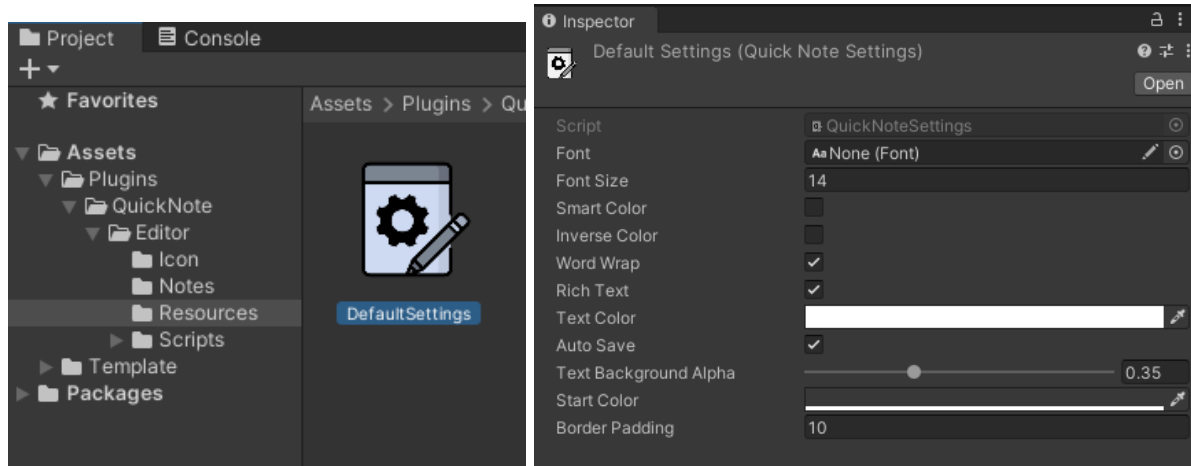 Project
Console
Favorites
Assets > Plugins > Qu
Assets
Plugins
QuickNote
Editor
Icon
Notes
Resources
Scripts
Template
Packages
DefaultSettings
Inspector
Default Settings (Quick Note Settings)
Open
Script QuickNoteSettings
Font Aa None (Font)
Font Size 14
Smart Color
Inverse Color
Word Wrap
Rich Text
Text Color
Auto Save
Text Background Alpha 0.35
Start Color
Border Padding 10